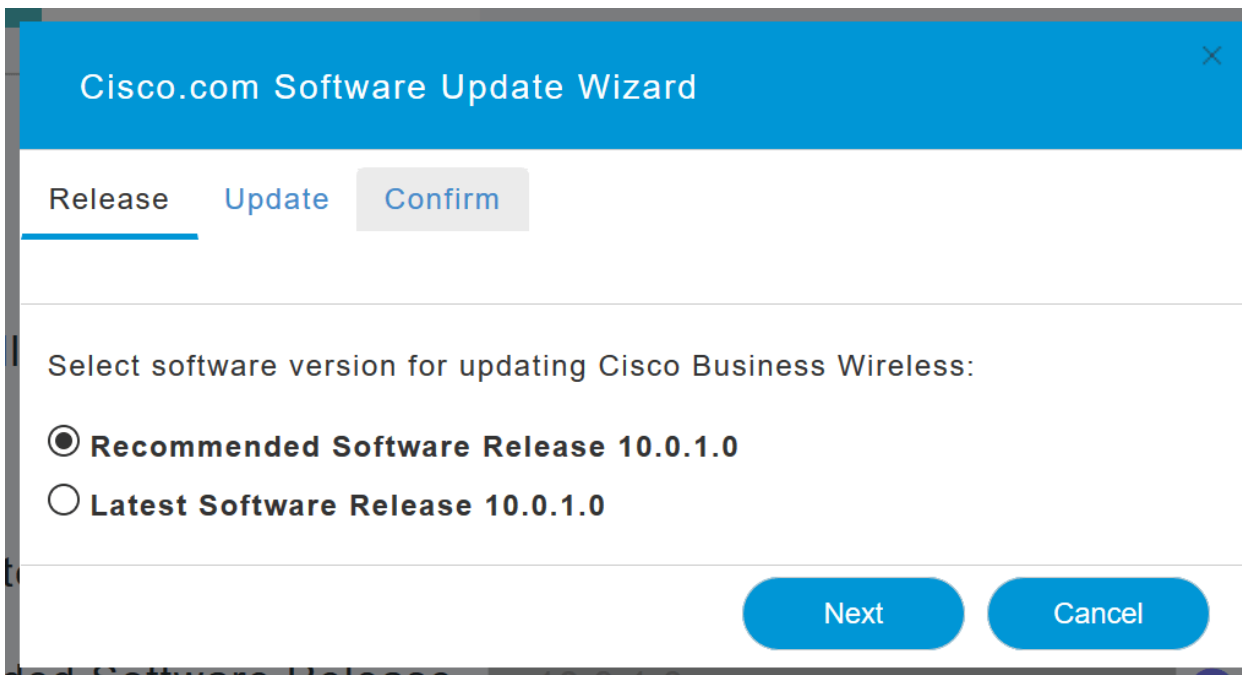 Cisco.com Software Update Wizard
Release Update Confirm
Select software version for updating Cisco Business Wireless:
Recommended Software Release 10.0.1.0
Latest Software Release 10.0.1.0
Next Cancel